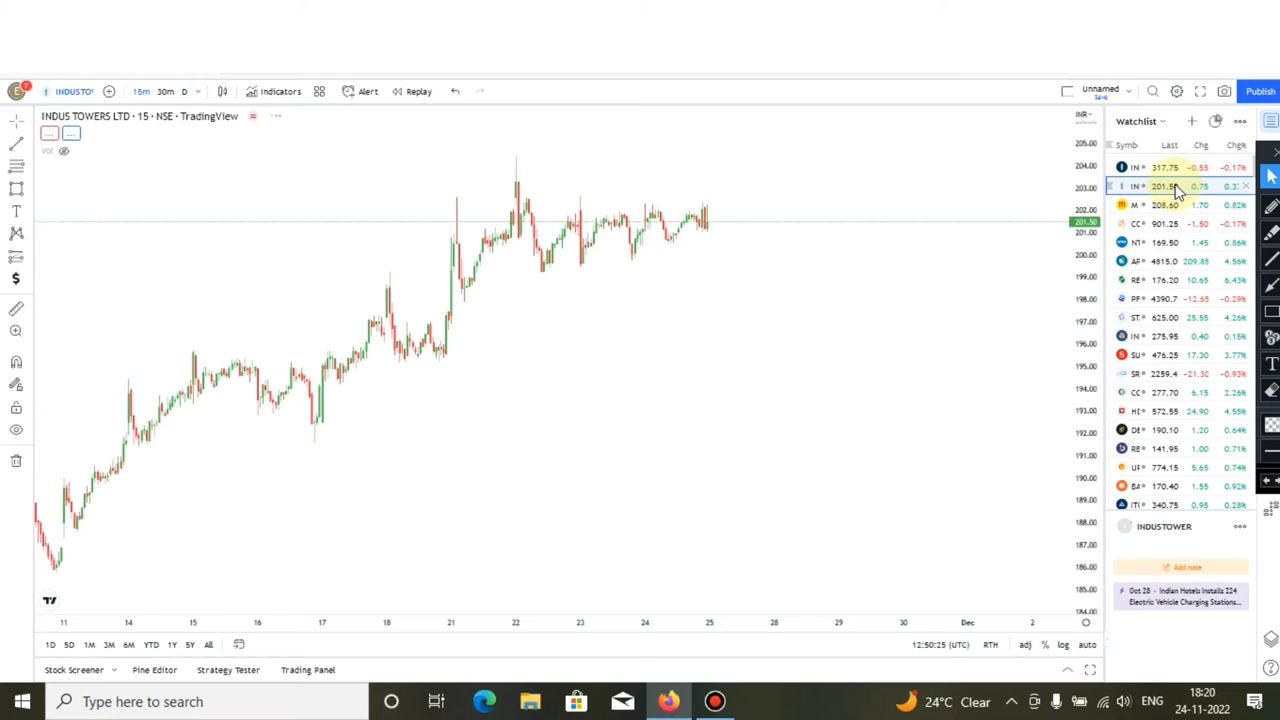 E 7 INDUSTO' 15m 30m D Indicators Alert Replay Unnamed Save Publish
INDUS TOWERS LTD · 15 · NSE · TradingView
... ...
Vol
INR
205.00
204.00
203.00
202.00
201.50
201.00
200.00
199.00
198.00
197.00
196.00
195.00
194.00
193.00
192.00
191.00
190.00
189.00
188.00
187.00
186.00
185.00
184.00
11 14 15 16 17 18 21 22 23 24 25 28 29 30 Dec 2
1D 5D 1M 3M 6M YTD 1Y 5Y All 12:50:25 (UTC) RTH adj % log auto
Stock Screener Pine Editor Strategy Tester Trading Panel
Watchlist
Symb Last Chg Chg%
IN 317.75 −0.55 −0.17%
IN 201.50 0.75 0.37
M 208.60 1.70 0.82%
CC 901.25 −1.50 −0.17%
NT 169.50 1.45 0.86%
AF 4815.0 209.85 4.56%
RE 176.20 10.65 6.43%
PF 4390.7 −12.65 −0.29%
ST 625.00 25.55 4.26%
IN 275.95 0.40 0.15%
SU 476.25 17.30 3.77%
SR 2259.4 −21.30 −0.93%
CC 277.70 6.15 2.26%
HI 572.55 24.90 4.55%
DE 190.10 1.20 0.64%
RE 141.95 1.00 0.71%
UF 774.15 5.65 0.74%
BA 170.40 1.55 0.92%
IT 340.75 0.95 0.28%
INDUSTOWER
Add note
Oct 28 · Indian Hotels Installs 224
Electric Vehicle Charging Stations...
Type here to search
24°C Clear
ENG
18:20
24-11-2022